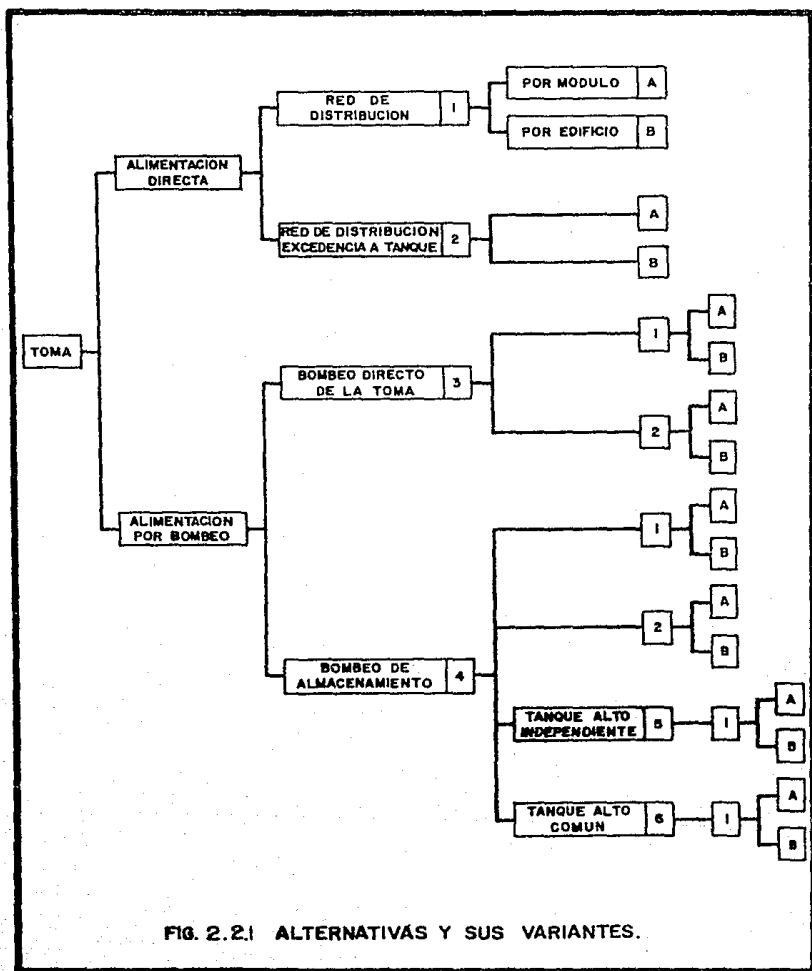 POR MODULO A
RED DE
DISTRIBUCION 1
POR EDIFICIO B
ALIMENTACION
DIRECTA
A
RED DE DISTRIBUCION
EXCEDENCIA A TANQUE 2
B
TOMA
1
A
B
BOMBEO DIRECTO
DE LA TOMA 3
2
A
B
ALIMENTACION
POR BOMBEO
1
A
B
2
A
B
BOMBEO DE
ALMACENAMIENTO 4
TANQUE ALTO
INDEPENDIENTE 5
1
A
B
TANQUE ALTO
COMUN 6
1
A
B
FIG. 2.2.1 ALTERNATIVAS Y SUS VARIANTES.